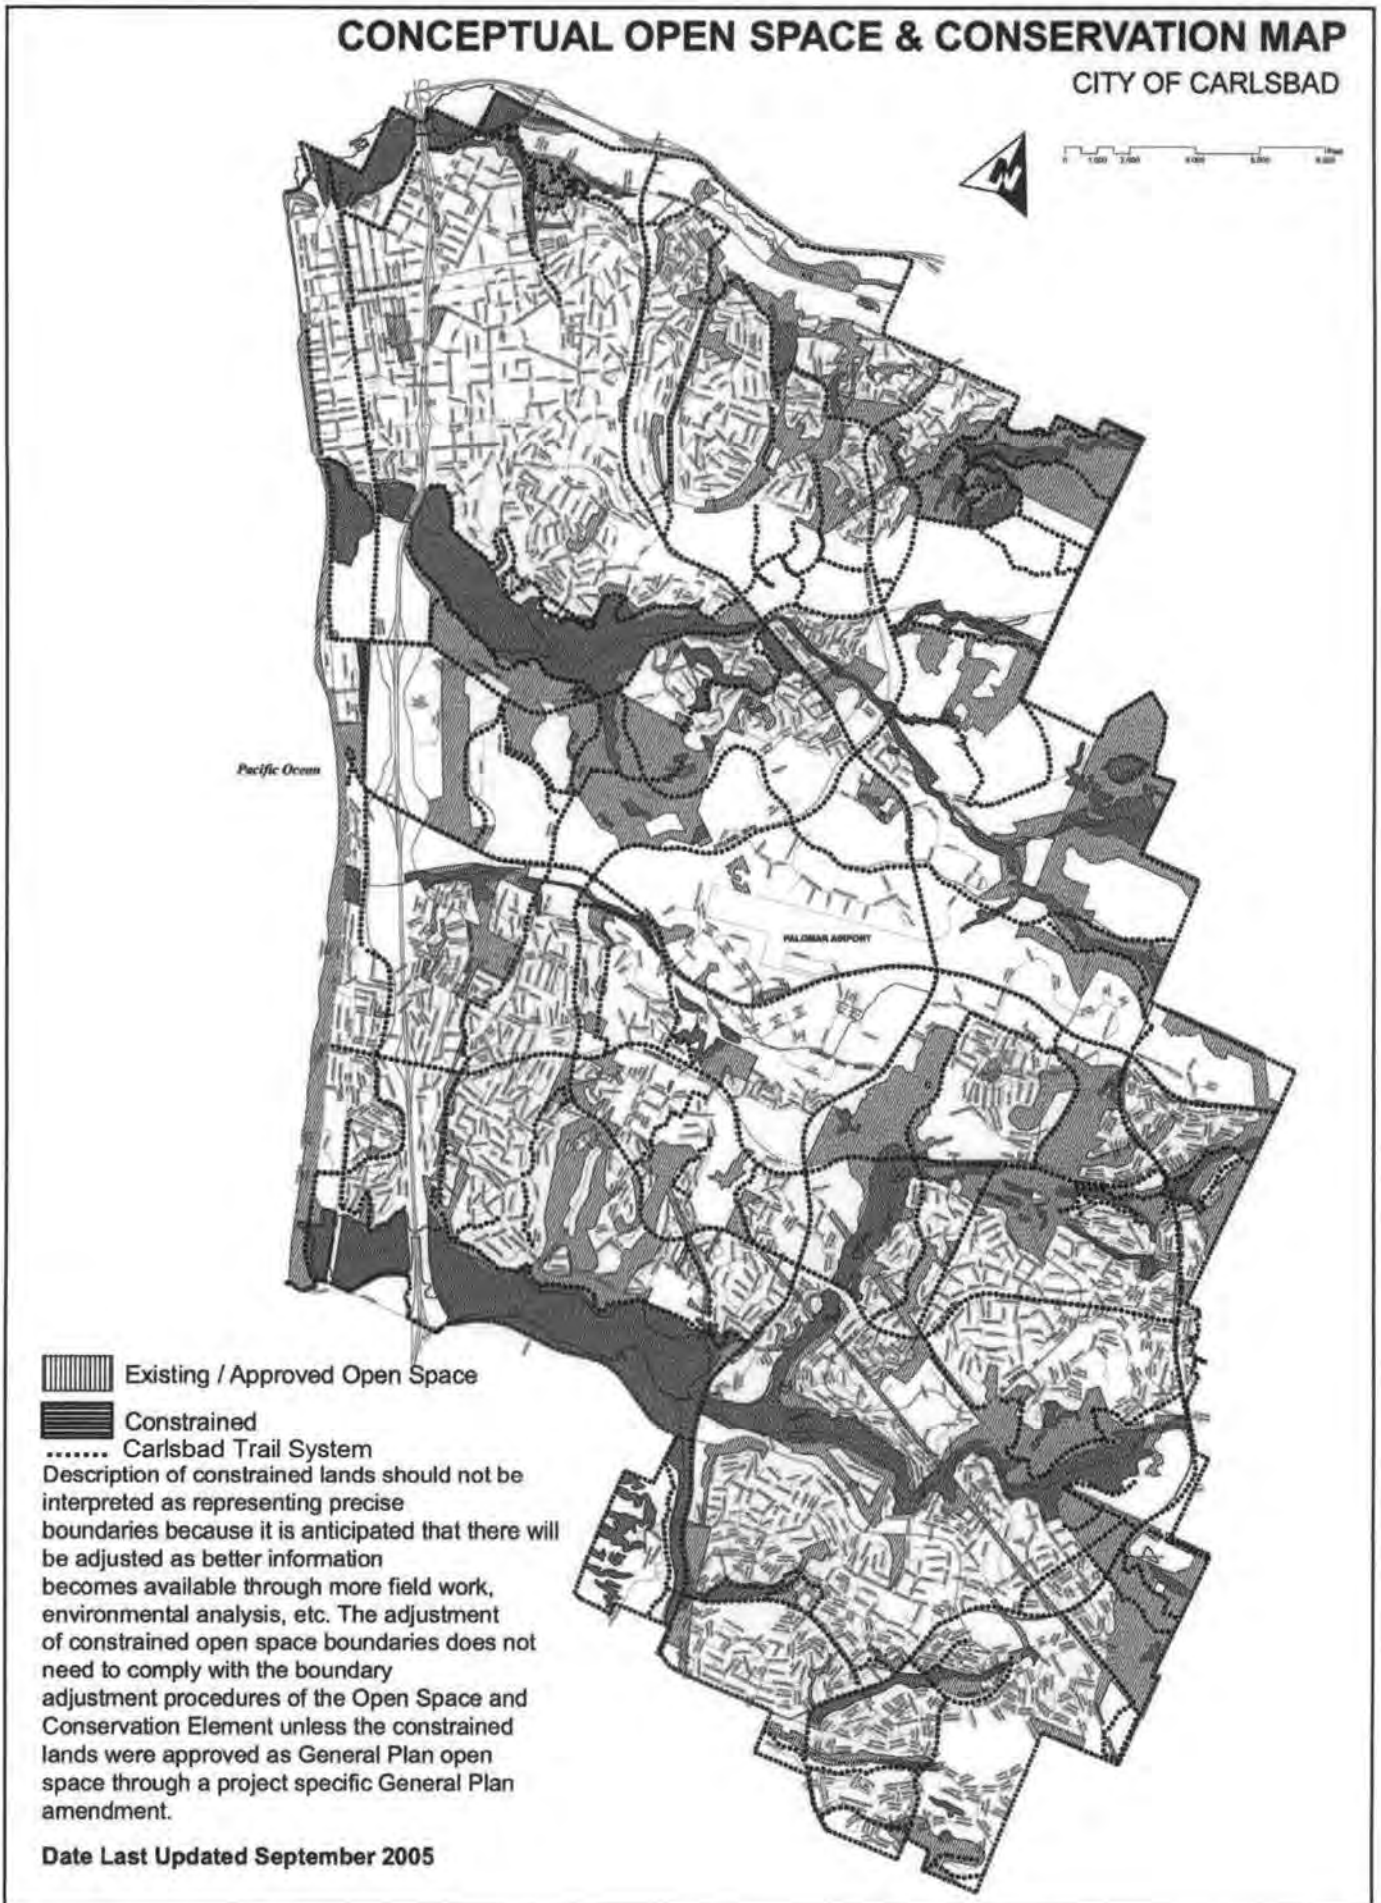 CONCEPTUAL OPEN SPACE & CONSERVATION MAP
CITY OF CARLSBAD
N
0 1,000 2,000
Pacific Ocean
PALOMAR AIRPORT
Existing / Approved Open Space
Constrained
Carlsbad Trail System
Description of constrained lands should not be
interpreted as representing precise
boundaries because it is anticipated that there will
be adjusted as better information
becomes available through more field work,
environmental analysis, etc. The adjustment
of constrained open space boundaries does not
need to comply with the boundary
adjustment procedures of the Open Space and
Conservation Element unless the constrained
lands were approved as General Plan open
space through a project specific General Plan
amendment.
Date Last Updated September 2005